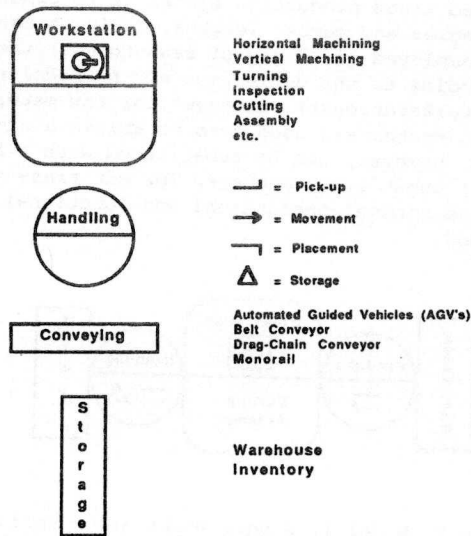 Workstation
Horizontal Machining
Vertical Machining
Turning
Inspection
Cutting
Assembly
etc.
Handling
= Pick-up
= Movement
= Placement
= Storage
Conveying
Automated Guided Vehicles (AGV's)
Belt Conveyor
Drag-Chain Conveyor
Monorail
Storage
Warehouse
Inventory